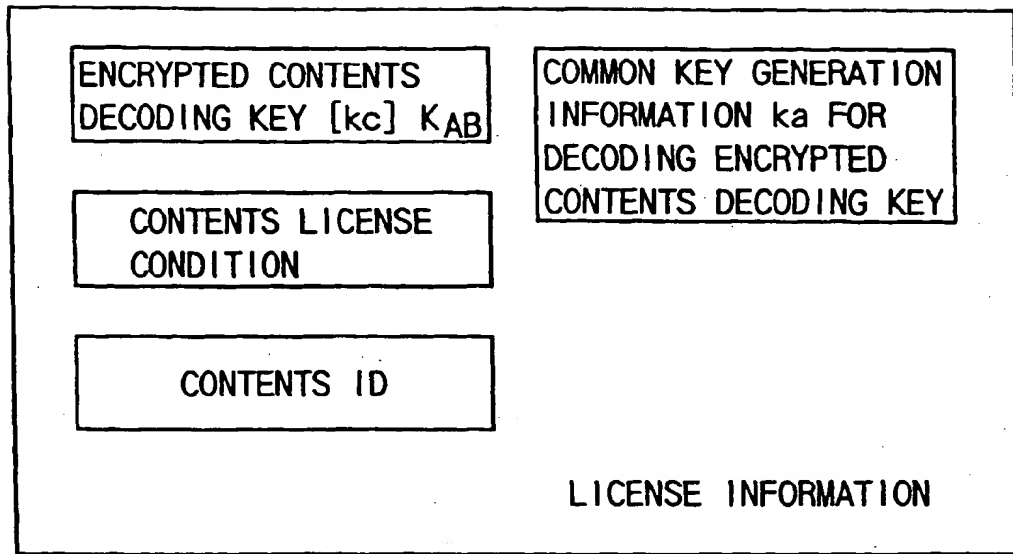 ENCRYPTED CONTENTS
DECODING KEY [kc] KAB
COMMON KEY GENERATION
INFORMATION ka FOR
DECODING ENCRYPTED
CONTENTS DECODING KEY
CONTENTS LICENSE
CONDITION
CONTENTS ID
LICENSE INFORMATION